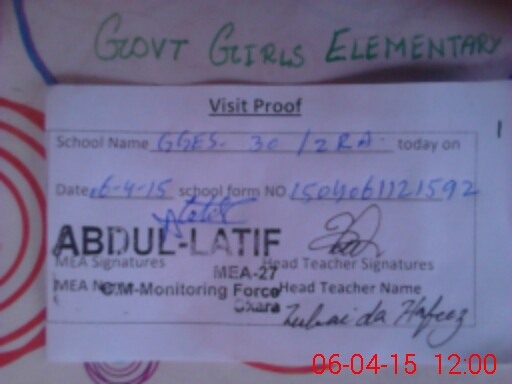 GOVT GIRLS ELEMENTARY
Visit Proof
School Name GGES- 30 /2RA. today on
Date 6-4-15 school form NO 1504061121592
ABDUL-LATIF
MEA Signatures Head Teacher Signatures
MEA-27
MEA Name Head Teacher Name
C.M-Monitoring Force
Okara
Zubaida Hafeez
06-04-15 12:00